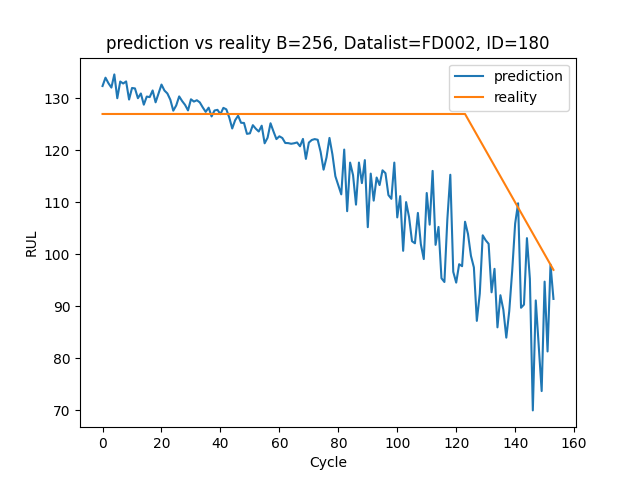 prediction vs reality B=256, Datalist=FD002, ID=180
prediction
reality
RUL
130
120
110
100
90
80
70
0 20 40 60 80 100 120 140 160
Cycle